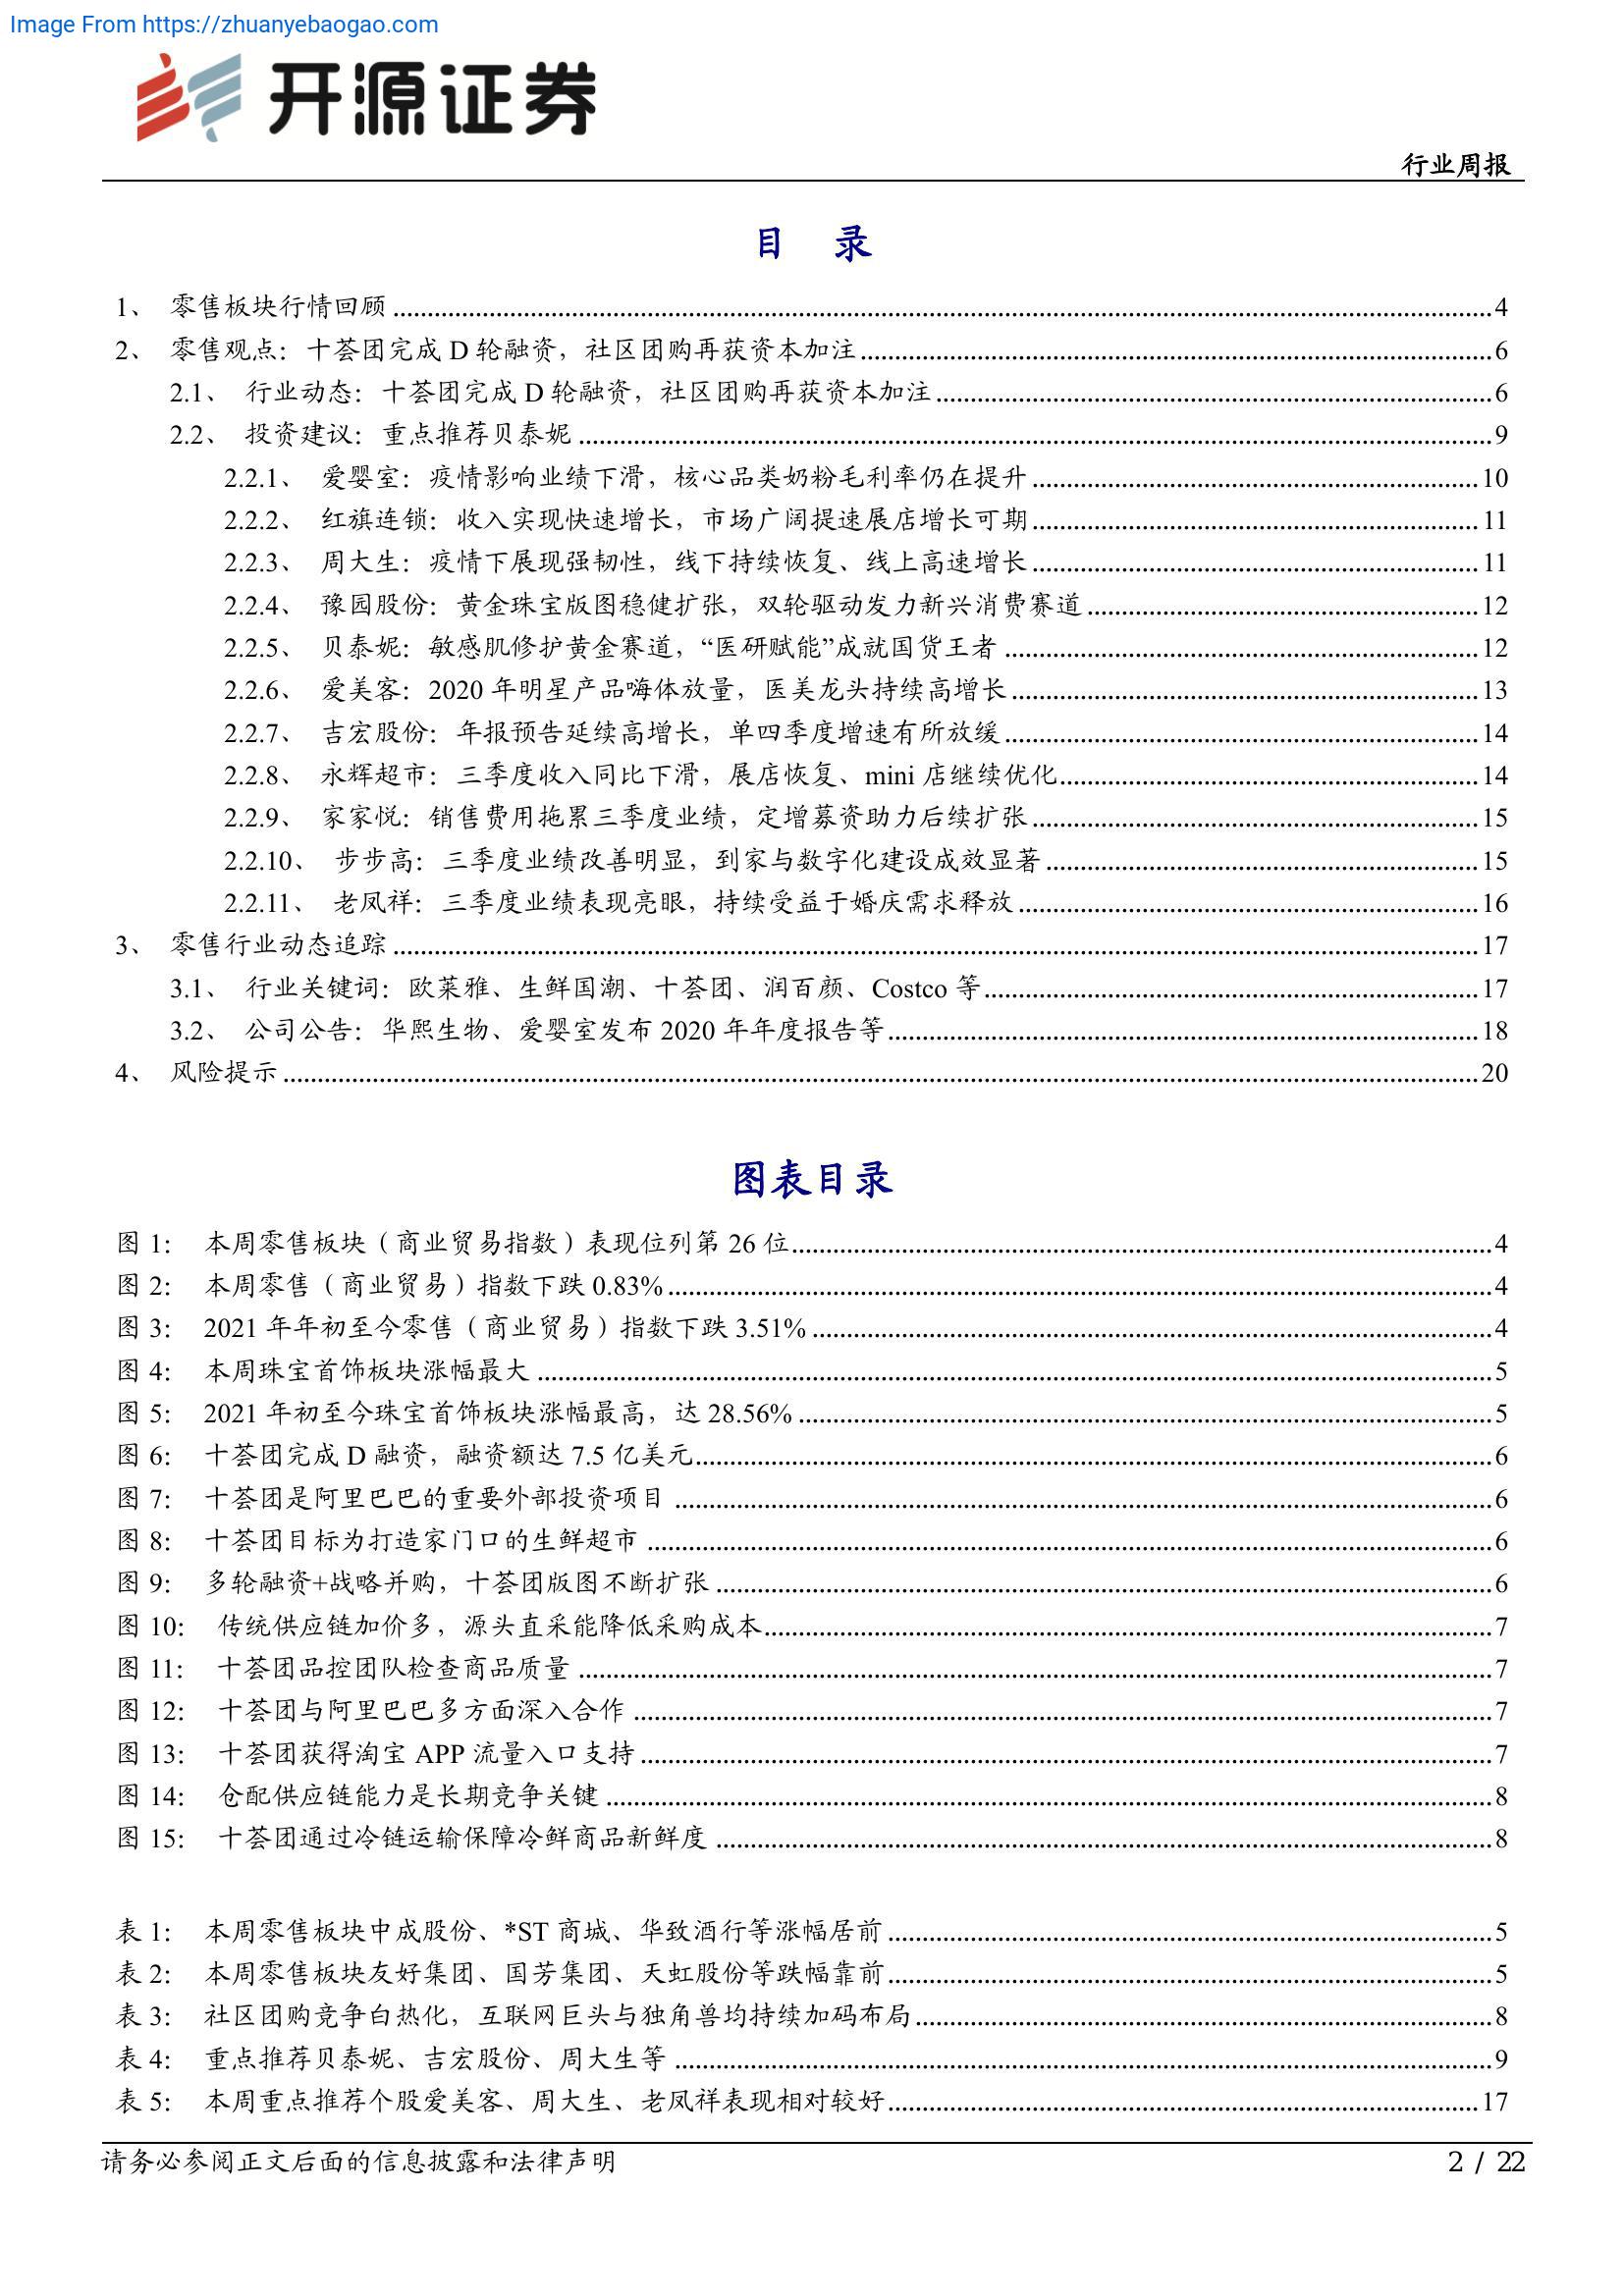 Image From https://zhuanyebaogao.com
开源证券
行业周报
目 录
1、 零售板块行情回顾 4
2、 零售观点：十荟团完成 D 轮融资，社区团购再获资本加注 6
2.1、 行业动态：十荟团完成 D 轮融资，社区团购再获资本加注 6
2.2、 投资建议：重点推荐贝泰妮 9
2.2.1、 爱婴室：疫情影响业绩下滑，核心品类奶粉毛利率仍在提升 10
2.2.2、 红旗连锁：收入实现快速增长，市场广阔提速展店增长可期 11
2.2.3、 周大生：疫情下展现强韧性，线下持续恢复、线上高速增长 11
2.2.4、 豫园股份：黄金珠宝版图稳健扩张，双轮驱动发力新兴消费赛道 12
2.2.5、 贝泰妮：敏感肌修护黄金赛道，“医研赋能”成就国货王者 12
2.2.6、 爱美客：2020 年明星产品嗨体放量，医美龙头持续高增长 13
2.2.7、 吉宏股份：年报预告延续高增长，单四季度增速有所放缓 14
2.2.8、 永辉超市：三季度收入同比下滑，展店恢复、mini 店继续优化 14
2.2.9、 家家悦：销售费用拖累三季度业绩，定增募资助力后续扩张 15
2.2.10、 步步高：三季度业绩改善明显，到家与数字化建设成效显著 15
2.2.11、 老凤祥：三季度业绩表现亮眼，持续受益于婚庆需求释放 16
3、 零售行业动态追踪 17
3.1、 行业关键词：欧莱雅、生鲜国潮、十荟团、润百颜、Costco 等 17
3.2、 公司公告：华熙生物、爱婴室发布 2020 年年度报告等 18
4、 风险提示 20
图表目录
图 1： 本周零售板块（商业贸易指数）表现位列第 26 位 4
图 2： 本周零售（商业贸易）指数下跌 0.83% 4
图 3： 2021 年年初至今零售（商业贸易）指数下跌 3.51% 4
图 4： 本周珠宝首饰板块涨幅最大 5
图 5： 2021 年初至今珠宝首饰板块涨幅最高，达 28.56% 5
图 6： 十荟团完成 D 融资，融资额达 7.5 亿美元 6
图 7： 十荟团是阿里巴巴的重要外部投资项目 6
图 8： 十荟团目标为打造家门口的生鲜超市 6
图 9： 多轮融资+战略并购，十荟团版图不断扩张 6
图 10： 传统供应链加价多，源头直采能降低采购成本 7
图 11： 十荟团品控团队检查商品质量 7
图 12： 十荟团与阿里巴巴多方面深入合作 7
图 13： 十荟团获得淘宝 APP 流量入口支持 7
图 14： 仓配供应链能力是长期竞争关键 8
图 15： 十荟团通过冷链运输保障冷鲜商品新鲜度 8
表 1： 本周零售板块中成股份、*ST 商城、华致酒行等涨幅居前 5
表 2： 本周零售板块友好集团、国芳集团、天虹股份等跌幅靠前 5
表 3： 社区团购竞争白热化，互联网巨头与独角兽均持续加码布局 8
表 4： 重点推荐贝泰妮、吉宏股份、周大生等 9
表 5： 本周重点推荐个股爱美客、周大生、老凤祥表现相对较好 17
请务必参阅正文后面的信息披露和法律声明 2 / 22